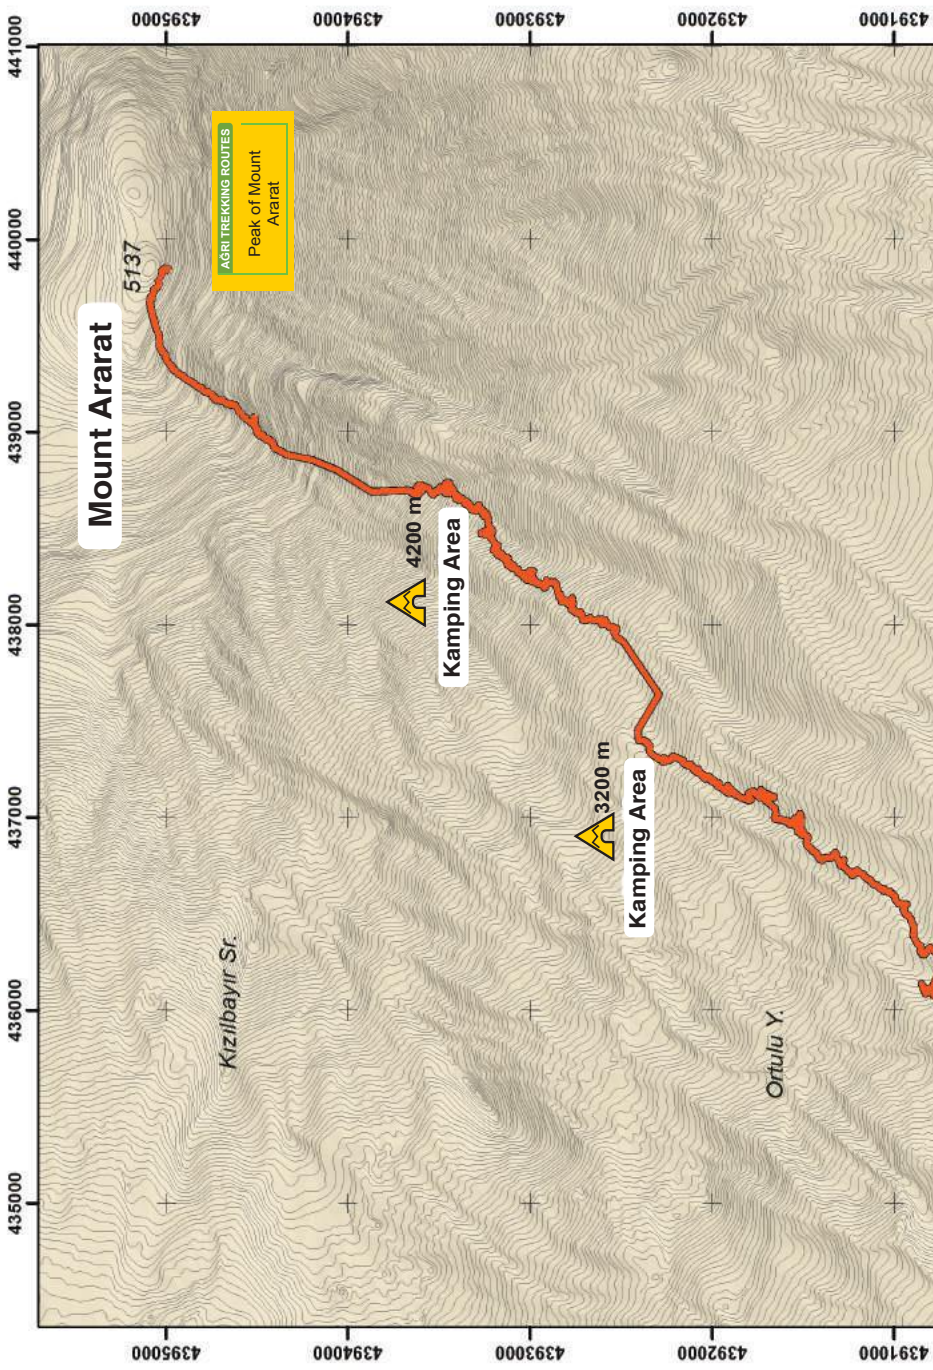 4395000
4394000
4393000
4392000
4391000
441000
440000
439000
438000
437000
436000
435000
Mount Ararat
5137
AĞRI TREKKING ROUTES
Peak of Mount
Ararat
4200 m
Kamping Area
3200 m
Kamping Area
Kızılbayır Sr.
Ortulu Y.
4395000
4394000
4393000
4392000
4391000